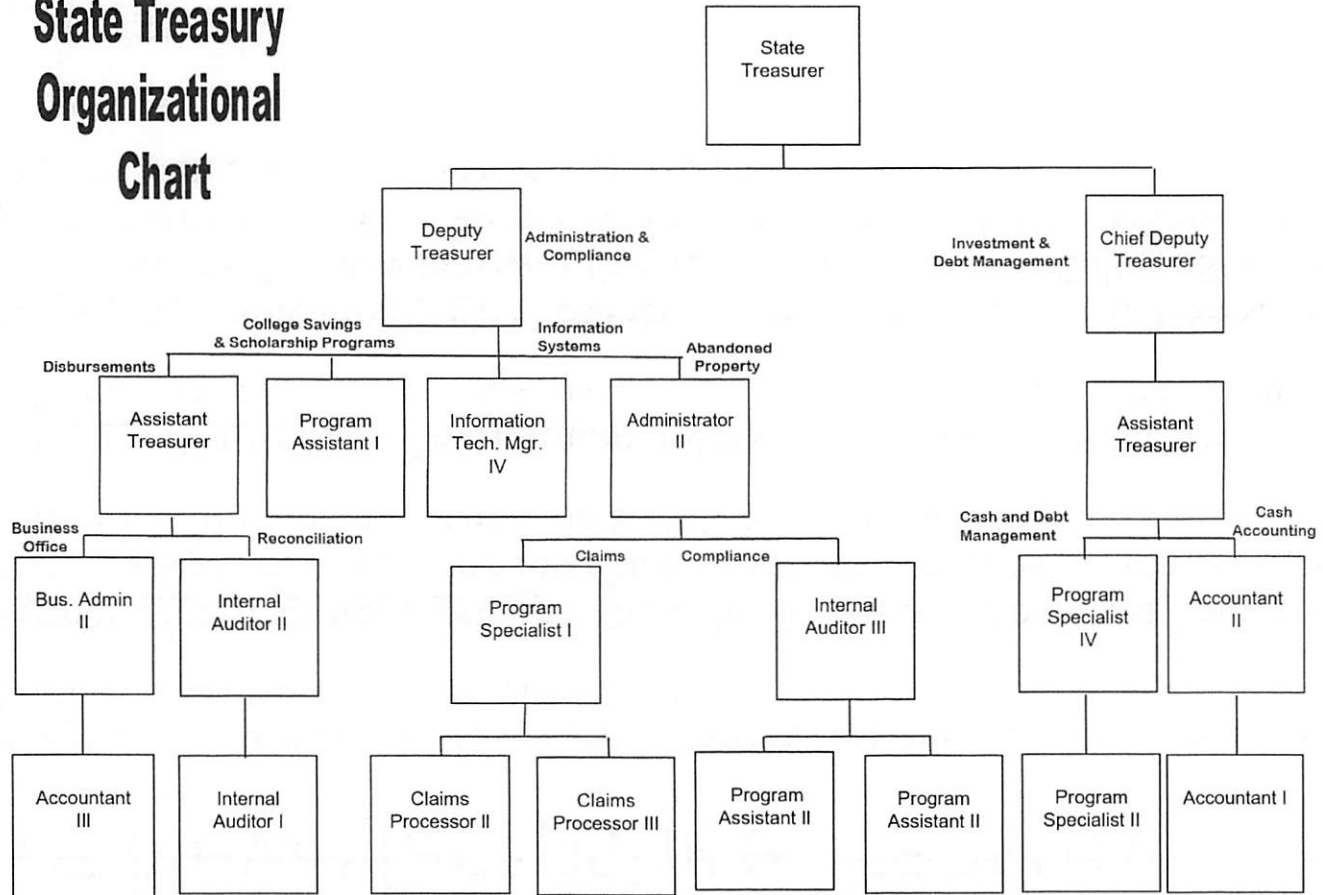 State Treasury
Organizational
Chart
State
Treasurer
Deputy
Treasurer
Administration &
Compliance
Investment &
Debt Management
Chief Deputy
Treasurer
Disbursements
College Savings
& Scholarship Programs
Information
Systems
Abandoned
Property
Assistant
Treasurer
Program
Assistant I
Information
Tech. Mgr.
IV
Administrator
II
Assistant
Treasurer
Business
Office
Reconciliation
Claims
Compliance
Cash and Debt
Management
Cash
Accounting
Bus. Admin
II
Internal
Auditor II
Program
Specialist I
Internal
Auditor III
Program
Specialist
IV
Accountant
II
Accountant
III
Internal
Auditor I
Claims
Processor II
Claims
Processor III
Program
Assistant II
Program
Assistant II
Program
Specialist II
Accountant I